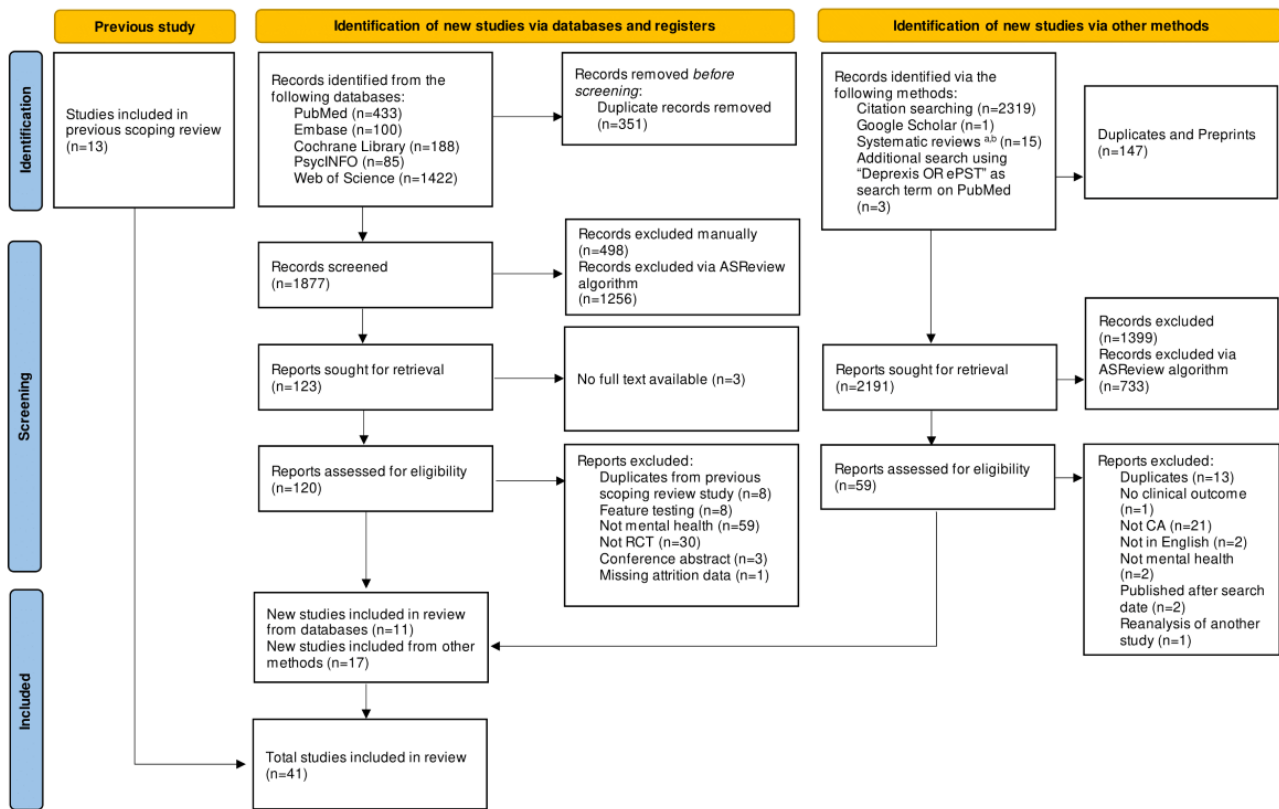 Previous study
Identification of new studies via databases and registers
Identification of new studies via other methods
Identification
Studies included in
previous scoping review
(n=13)
Records identified from the
following databases:
PubMed (n=433)
Embase (n=100)
Cochrane Library (n=188)
PsycINFO (n=85)
Web of Science (n=1422)
Records removed before
screening:
Duplicate records removed
(n=351)
Records identified via the
following methods:
Citation searching (n=2319)
Google Scholar (n=1)
Systematic reviews a,b (n=15)
Additional search using
“Deprexis OR ePST” as
search term on PubMed
(n=3)
Duplicates and Preprints
(n=147)
Screening
Records screened
(n=1877)
Records excluded manually
(n=498)
Records excluded via ASReview
algorithm
(n=1256)
Reports sought for retrieval
(n=123)
No full text available (n=3)
Reports sought for retrieval
(n=2191)
Records excluded
(n=1399)
Records excluded via
ASReview algorithm
(n=733)
Reports assessed for eligibility
(n=120)
Reports excluded:
Duplicates from previous
scoping review study (n=8)
Feature testing (n=8)
Not mental health (n=59)
Not RCT (n=30)
Conference abstract (n=3)
Missing attrition data (n=1)
Reports assessed for eligibility
(n=59)
Reports excluded:
Duplicates (n=13)
No clinical outcome
(n=1)
Not CA (n=21)
Not in English (n=2)
Not mental health
(n=2)
Published after search
date (n=2)
Reanalysis of another
study (n=1)
Included
New studies included in review
from databases (n=11)
New studies included from other
methods (n=17)
Total studies included in review
(n=41)